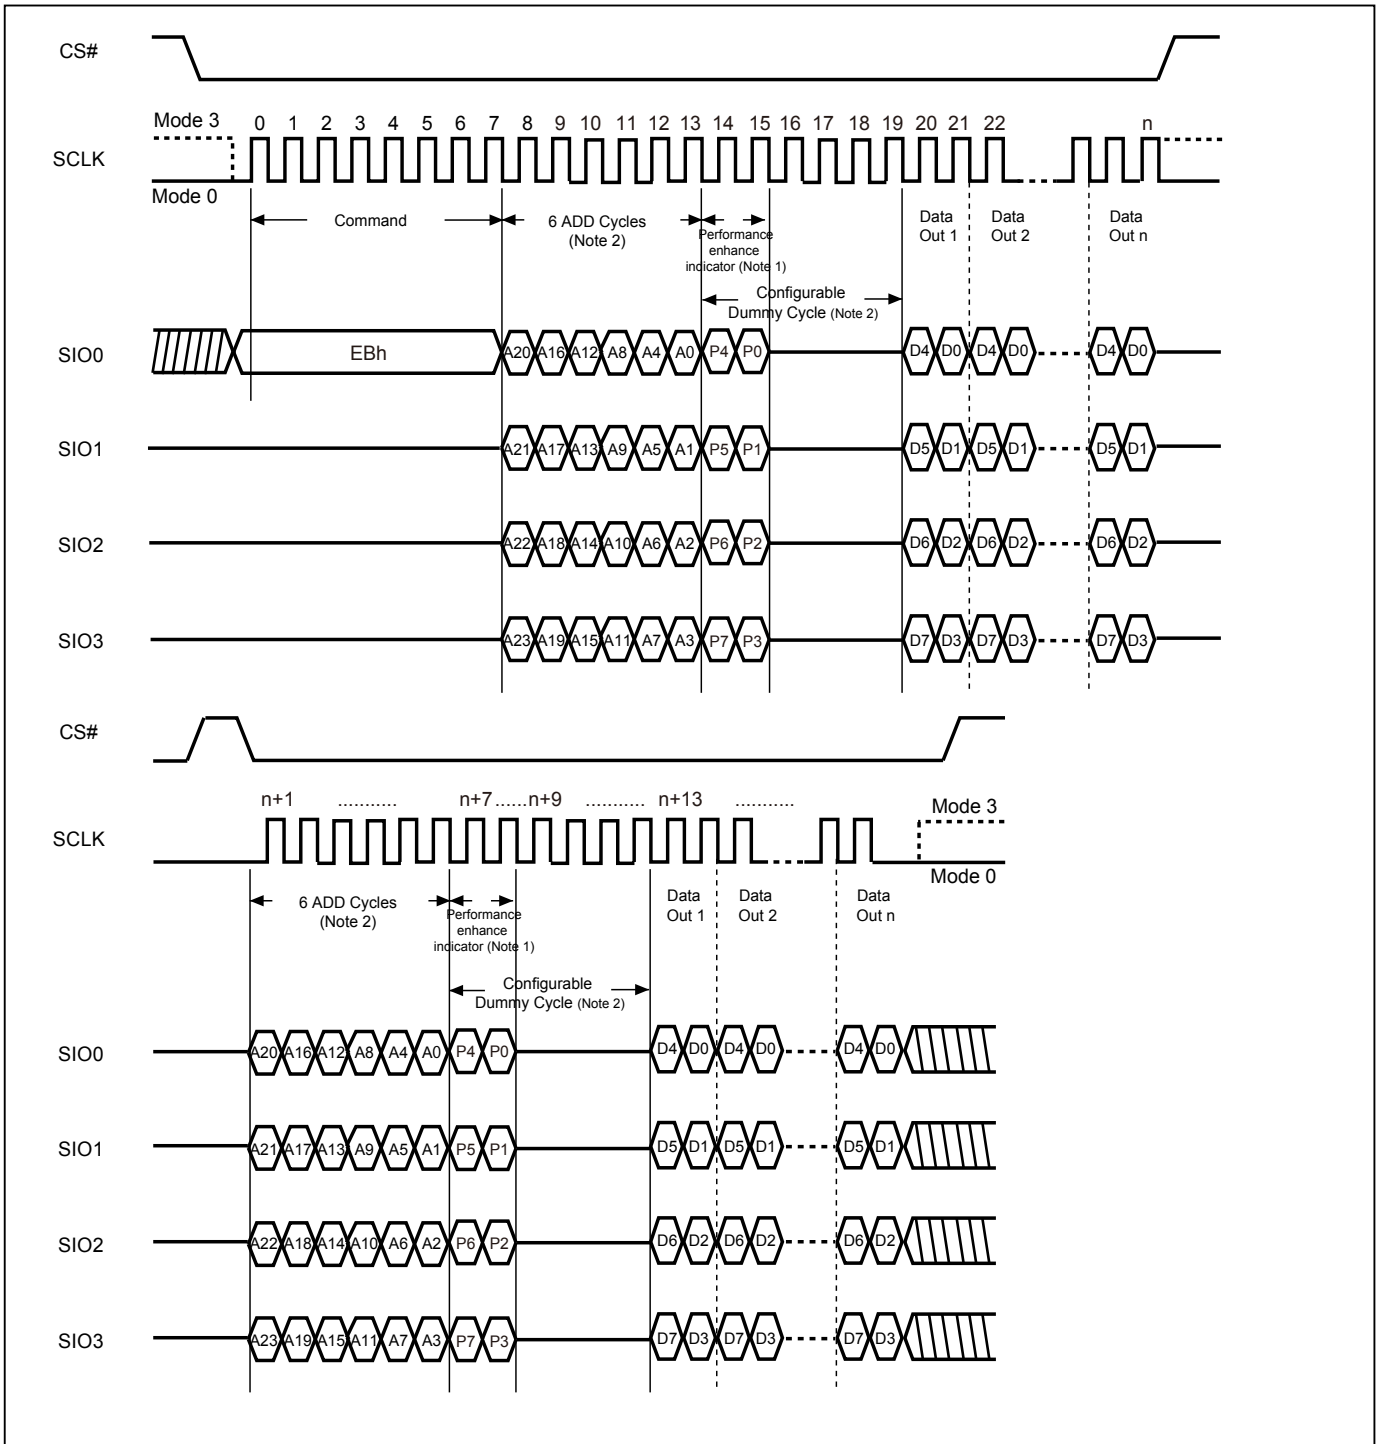 CS#
Mode 3
0 1 2 3 4 5 6 7 8 9 10 11 12 13 14 15 16 17 18 19 20 21 22 n
SCLK
Mode 0
Command
6 ADD Cycles
(Note 2)
Performance
enhance
indicator (Note 1)
Data
Out 1
Data
Out 2
Data
Out n
Configurable
Dummy Cycle (Note 2)
SIO0 EBh A20 A16 A12 A8 A4 A0 P4 P0 D4 D0 D4 D0 D4 D0
SIO1 A21 A17 A13 A9 A5 A1 P5 P1 D5 D1 D5 D1 D5 D1
SIO2 A22 A18 A14 A10 A6 A2 P6 P2 D6 D2 D6 D2 D6 D2
SIO3 A23 A19 A15 A11 A7 A3 P7 P3 D7 D3 D7 D3 D7 D3
CS#
n+1 ........... n+7 ...... n+9 ........... n+13 ...........
Mode 3
SCLK
Mode 0
6 ADD Cycles
(Note 2)
Performance
enhance
indicator (Note 1)
Data
Out 1
Data
Out 2
Data
Out n
Configurable
Dummy Cycle (Note 2)
SIO0 A20 A16 A12 A8 A4 A0 P4 P0 D4 D0 D4 D0 D4 D0
SIO1 A21 A17 A13 A9 A5 A1 P5 P1 D5 D1 D5 D1 D5 D1
SIO2 A22 A18 A14 A10 A6 A2 P6 P2 D6 D2 D6 D2 D6 D2
SIO3 A23 A19 A15 A11 A7 A3 P7 P3 D7 D3 D7 D3 D7 D3